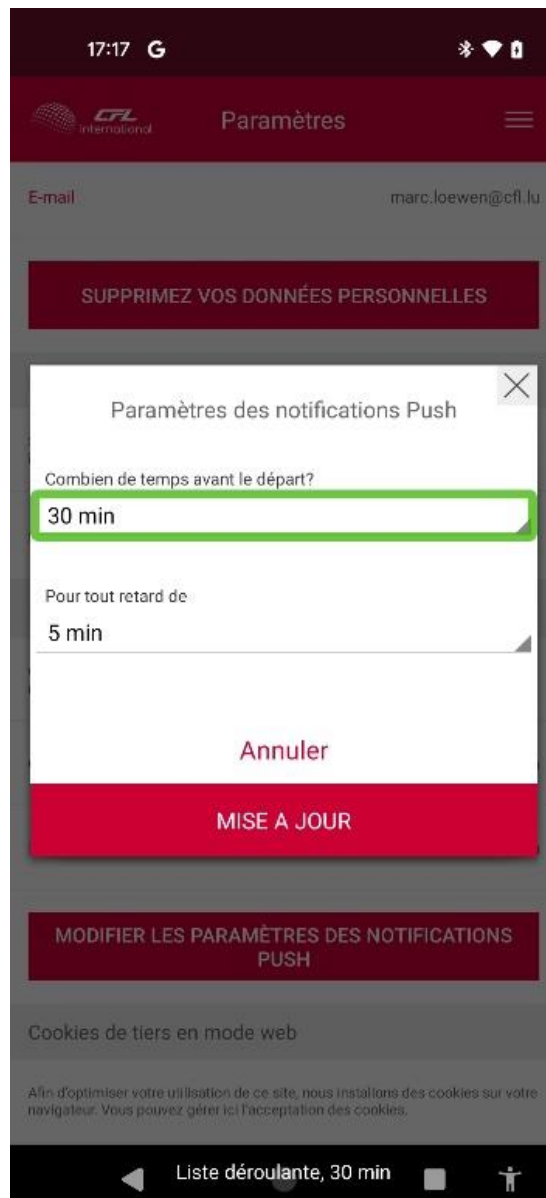 17:17 G
CFL
international
Paramètres
E-mail
marc.loewen@cfl.lu
SUPPRIMEZ VOS DONNÉES PERSONNELLES
Paramètres des notifications Push
Combien de temps avant le départ?
30 min
Pour tout retard de
5 min
Annuler
MISE A JOUR
MODIFIER LES PARAMÈTRES DES NOTIFICATIONS
PUSH
Cookies de tiers en mode web
Afin d'optimiser votre utilisation de ce site, nous installons des cookies sur votre
navigateur. Vous pouvez gérer ici l'acceptation des cookies.
Liste déroulante, 30 min